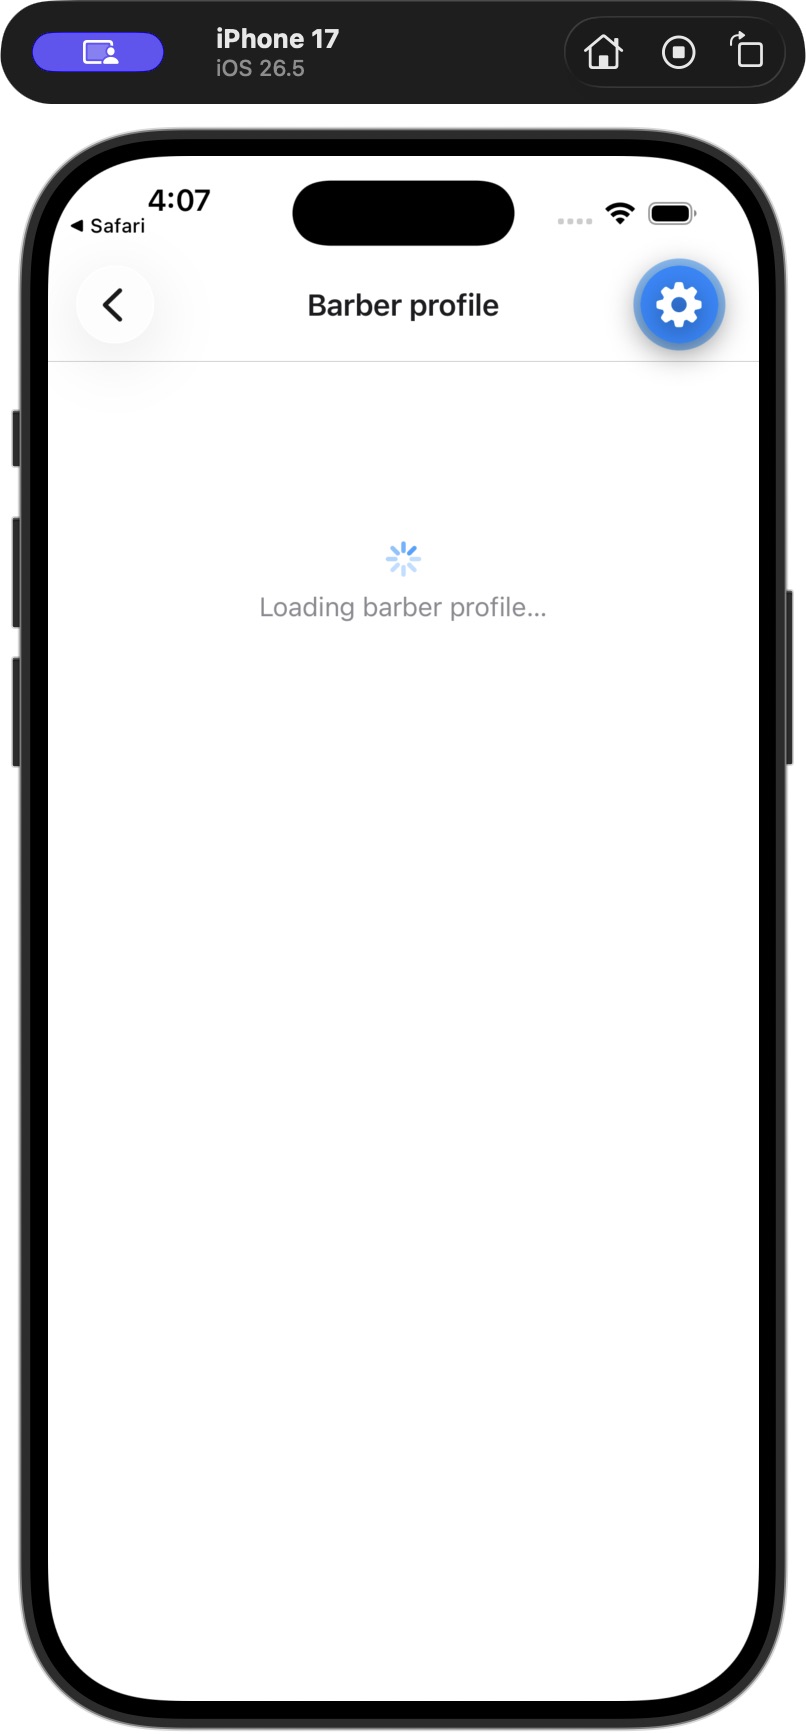 iPhone 17
iOS 26.5
4:07
◀ Safari
Barber profile
Loading barber profile...